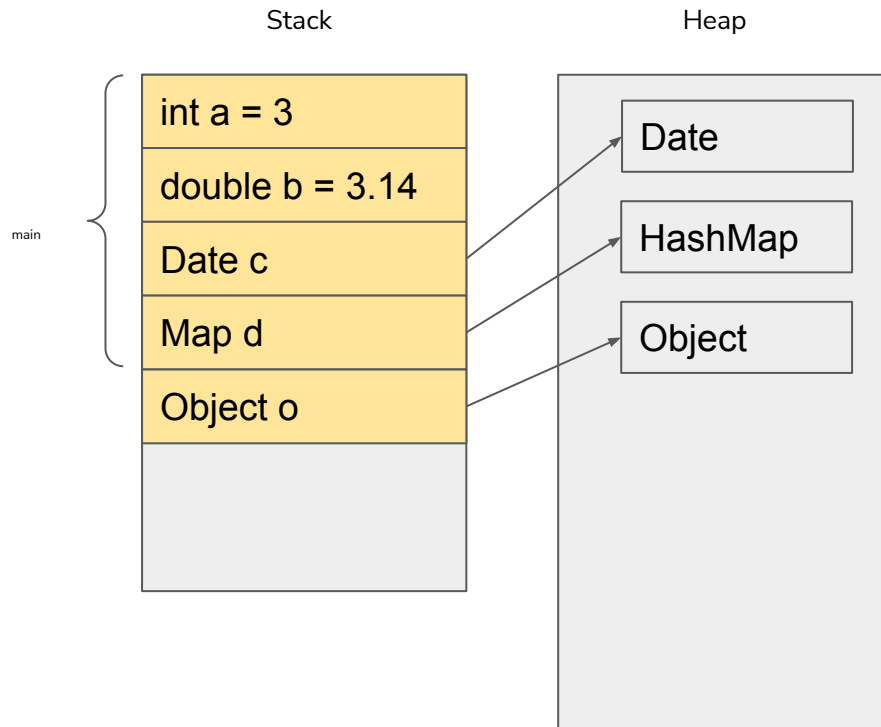 Stack
Heap
int a = 3
double b = 3.14
Date c
Map d
Object o
main
Date
HashMap
Object